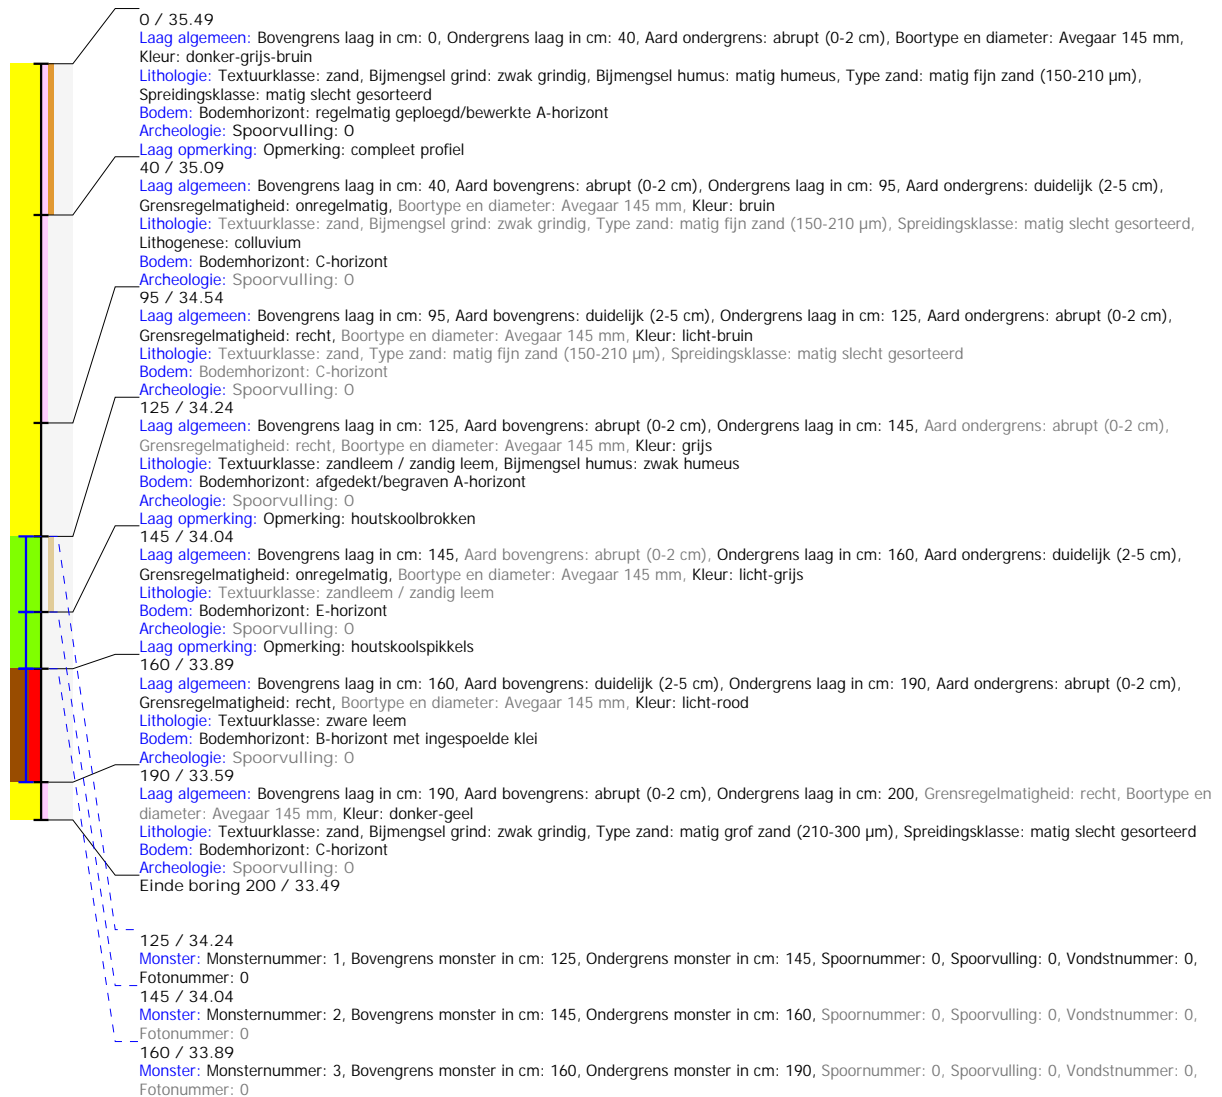 0 / 35.49
Laag algemeen: Bovengrens laag in cm: 0, Ondergrens laag in cm: 40, Aard ondergrens: abrupt (0-2 cm), Boortype en diameter: Avegaar 145 mm,
Kleur: donker-grijs-bruin
Lithologie: Textuurklasse: zand, Bijmengsel grind: zwak grindig, Bijmengsel humus: matig humeus, Type zand: matig fijn zand (150-210 µm),
Spreidingsklasse: matig slecht gesorteerd
Bodem: Bodemhorizont: regelmatig geploegd/bewerkte A-horizont
Archeologie: Spoorvulling: 0
Laag opmerking: Opmerking: compleet profiel
40 / 35.09
Laag algemeen: Bovengrens laag in cm: 40, Aard bovengrens: abrupt (0-2 cm), Ondergrens laag in cm: 95, Aard ondergrens: duidelijk (2-5 cm),
Grensregelmatigheid: onregelmatig, Boortype en diameter: Avegaar 145 mm, Kleur: bruin
Lithologie: Textuurklasse: zand, Bijmengsel grind: zwak grindig, Type zand: matig fijn zand (150-210 µm), Spreidingsklasse: matig slecht gesorteerd,
Lithogenese: colluvium
Bodem: Bodemhorizont: C-horizont
Archeologie: Spoorvulling: 0
95 / 34.54
Laag algemeen: Bovengrens laag in cm: 95, Aard bovengrens: duidelijk (2-5 cm), Ondergrens laag in cm: 125, Aard ondergrens: abrupt (0-2 cm),
Grensregelmatigheid: recht, Boortype en diameter: Avegaar 145 mm, Kleur: licht-bruin
Lithologie: Textuurklasse: zand, Type zand: matig fijn zand (150-210 µm), Spreidingsklasse: matig slecht gesorteerd
Bodem: Bodemhorizont: C-horizont
Archeologie: Spoorvulling: 0
125 / 34.24
Laag algemeen: Bovengrens laag in cm: 125, Aard bovengrens: abrupt (0-2 cm), Ondergrens laag in cm: 145, Aard ondergrens: abrupt (0-2 cm),
Grensregelmatigheid: recht, Boortype en diameter: Avegaar 145 mm, Kleur: grijs
Lithologie: Textuurklasse: zandleem / zandig leem, Bijmengsel humus: zwak humeus
Bodem: Bodemhorizont: afgedekt/begraven A-horizont
Archeologie: Spoorvulling: 0
Laag opmerking: Opmerking: houtskoolbrokken
145 / 34.04
Laag algemeen: Bovengrens laag in cm: 145, Aard bovengrens: abrupt (0-2 cm), Ondergrens laag in cm: 160, Aard ondergrens: duidelijk (2-5 cm),
Grensregelmatigheid: onregelmatig, Boortype en diameter: Avegaar 145 mm, Kleur: licht-grijs
Lithologie: Textuurklasse: zandleem / zandig leem
Bodem: Bodemhorizont: E-horizont
Archeologie: Spoorvulling: 0
Laag opmerking: Opmerking: houtskoolspikkels
160 / 33.89
Laag algemeen: Bovengrens laag in cm: 160, Aard bovengrens: duidelijk (2-5 cm), Ondergrens laag in cm: 190, Aard ondergrens: abrupt (0-2 cm),
Grensregelmatigheid: recht, Boortype en diameter: Avegaar 145 mm, Kleur: licht-rood
Lithologie: Textuurklasse: zware leem
Bodem: Bodemhorizont: B-horizont met ingespoelde klei
Archeologie: Spoorvulling: 0
190 / 33.59
Laag algemeen: Bovengrens laag in cm: 190, Aard bovengrens: abrupt (0-2 cm), Ondergrens laag in cm: 200, Grensregelmatigheid: recht, Boortype en
diameter: Avegaar 145 mm, Kleur: donker-geel
Lithologie: Textuurklasse: zand, Bijmengsel grind: zwak grindig, Type zand: matig grof zand (210-300 µm), Spreidingsklasse: matig slecht gesorteerd
Bodem: Bodemhorizont: C-horizont
Archeologie: Spoorvulling: 0
Einde boring 200 / 33.49
125 / 34.24
Monster: Monsternummer: 1, Bovengrens monster in cm: 125, Ondergrens monster in cm: 145, Spoornummer: 0, Spoorvulling: 0, Vondstnummer: 0,
Fotonummer: 0
145 / 34.04
Monster: Monsternummer: 2, Bovengrens monster in cm: 145, Ondergrens monster in cm: 160, Spoornummer: 0, Spoorvulling: 0, Vondstnummer: 0,
Fotonummer: 0
160 / 33.89
Monster: Monsternummer: 3, Bovengrens monster in cm: 160, Ondergrens monster in cm: 190, Spoornummer: 0, Spoorvulling: 0, Vondstnummer: 0,
Fotonummer: 0